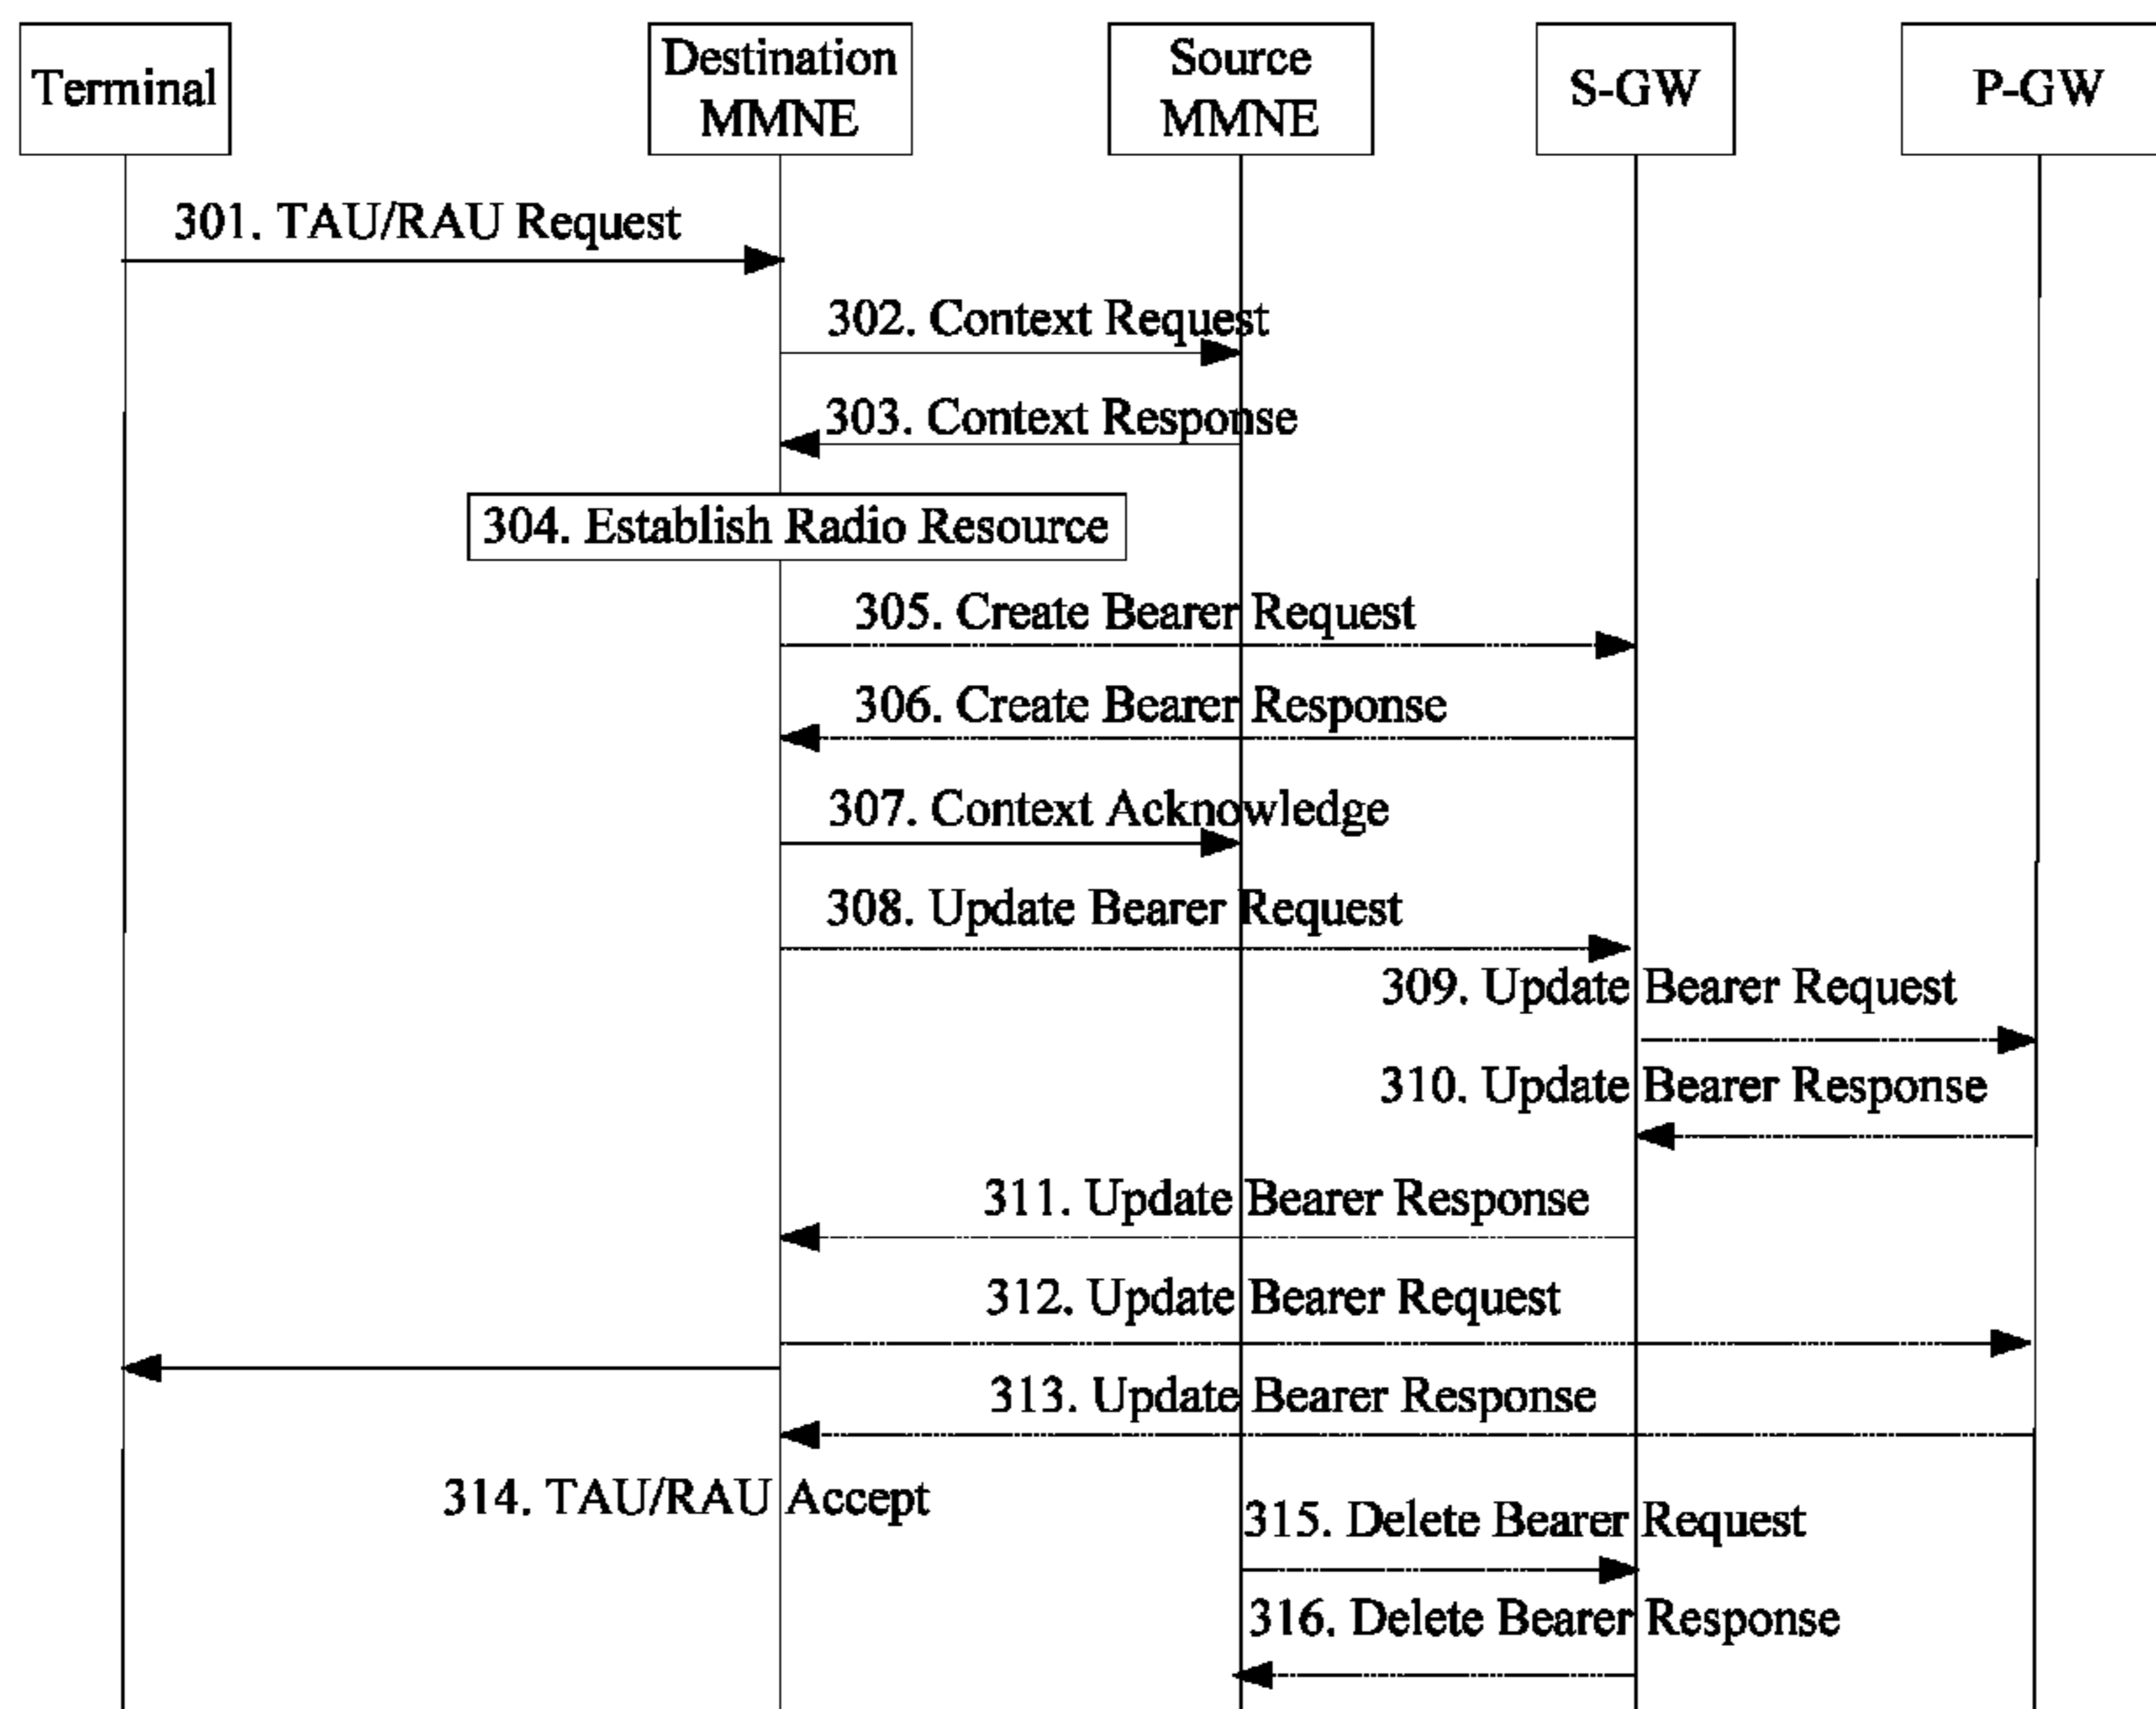 Terminal
Destination
MMNE
Source
MMNE
S-GW
P-GW
301. TAU/RAU Request
302. Context Request
303. Context Response
304. Establish Radio Resource
305. Create Bearer Request
306. Create Bearer Response
307. Context Acknowledge
308. Update Bearer Request
309. Update Bearer Request
310. Update Bearer Response
311. Update Bearer Response
312. Update Bearer Request
313. Update Bearer Response
314. TAU/RAU Accept
315. Delete Bearer Request
316. Delete Bearer Response